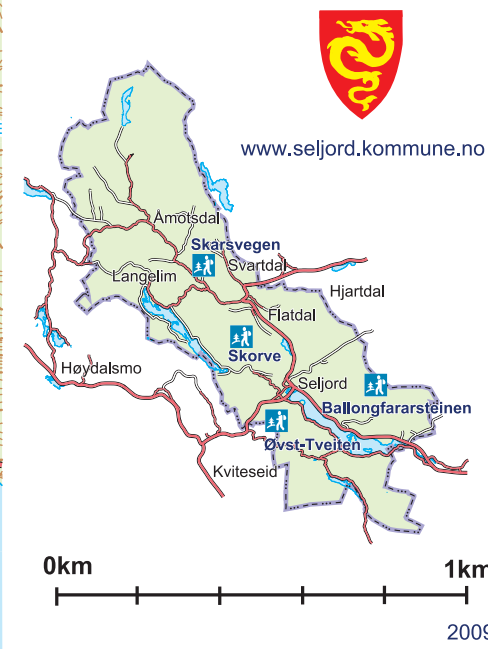 www.seljord.kommune.no
Åmotsdal
Skarsvegen
Svartdal
Langelim
Hjartdal
Flatdal
Skorve
Høydalsmo
Seljord
Ballongfararsteinen
Øvst-Tveiten
Kviteseid
0km 1km
2009